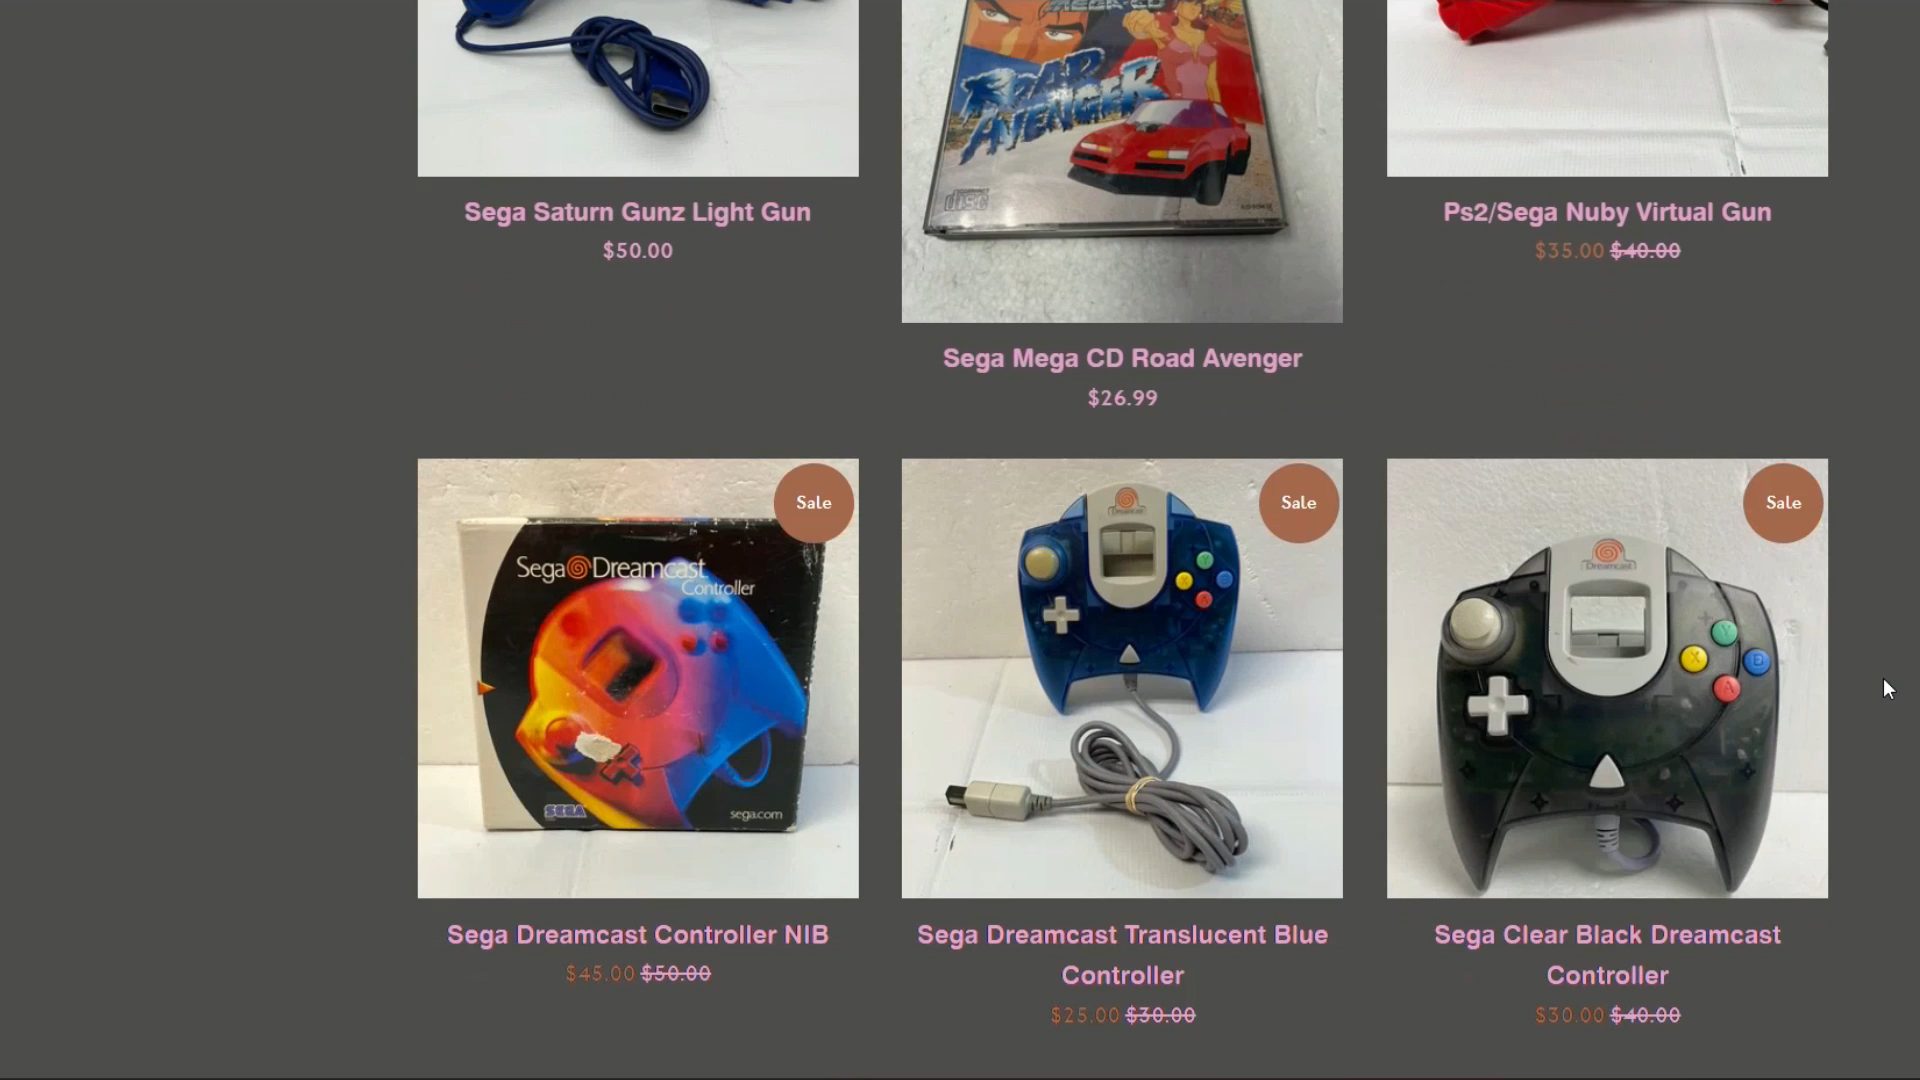 MEGA-CD
ROAD
AVENGER
disc
Sega Saturn Gunz Light Gun
$50.00
Sega Mega CD Road Avenger
$26.99
Ps2/Sega Nuby Virtual Gun
$35.00 $40.00
Sale
Sega Dreamcast
Controller
SEGA
sega.com
Sega Dreamcast Controller NIB
$45.00 $50.00
Sale
Dreamcast
Y
X
A
Sega Dreamcast Translucent Blue
Controller
$25.00 $30.00
Sale
Dreamcast
Y
X
B
A
Sega Clear Black Dreamcast
Controller
$30.00 $40.00